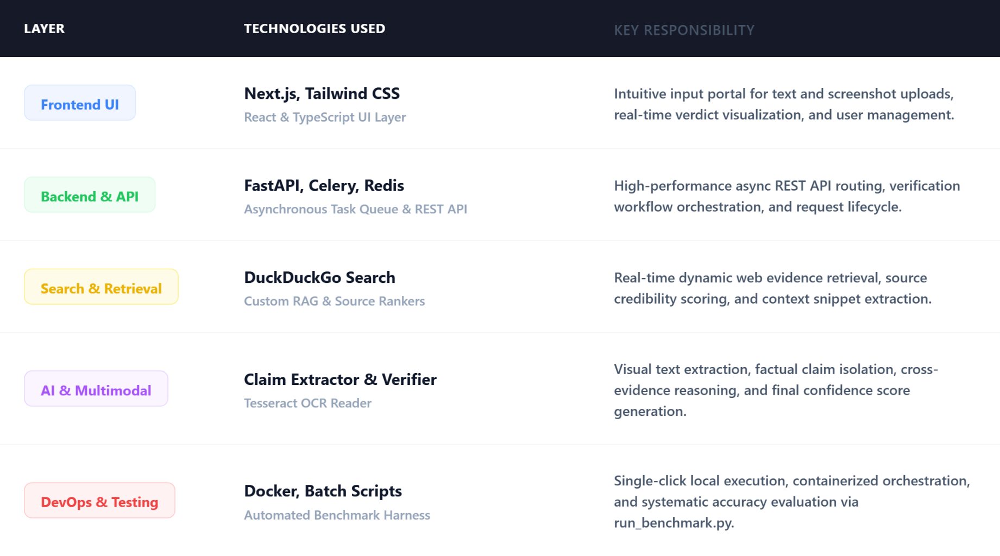 LAYER
TECHNOLOGIES USED
KEY RESPONSIBILITY
Frontend UI
Next.js, Tailwind CSS
React & TypeScript UI Layer
Intuitive input portal for text and screenshot uploads,
real-time verdict visualization, and user management.
Backend & API
FastAPI, Celery, Redis
Asynchronous Task Queue & REST API
High-performance async REST API routing, verification
workflow orchestration, and request lifecycle.
Search & Retrieval
DuckDuckGo Search
Custom RAG & Source Rankers
Real-time dynamic web evidence retrieval, source
credibility scoring, and context snippet extraction.
AI & Multimodal
Claim Extractor & Verifier
Tesseract OCR Reader
Visual text extraction, factual claim isolation, cross-
evidence reasoning, and final confidence score
generation.
DevOps & Testing
Docker, Batch Scripts
Automated Benchmark Harness
Single-click local execution, containerized orchestration,
and systematic accuracy evaluation via
run_benchmark.py.